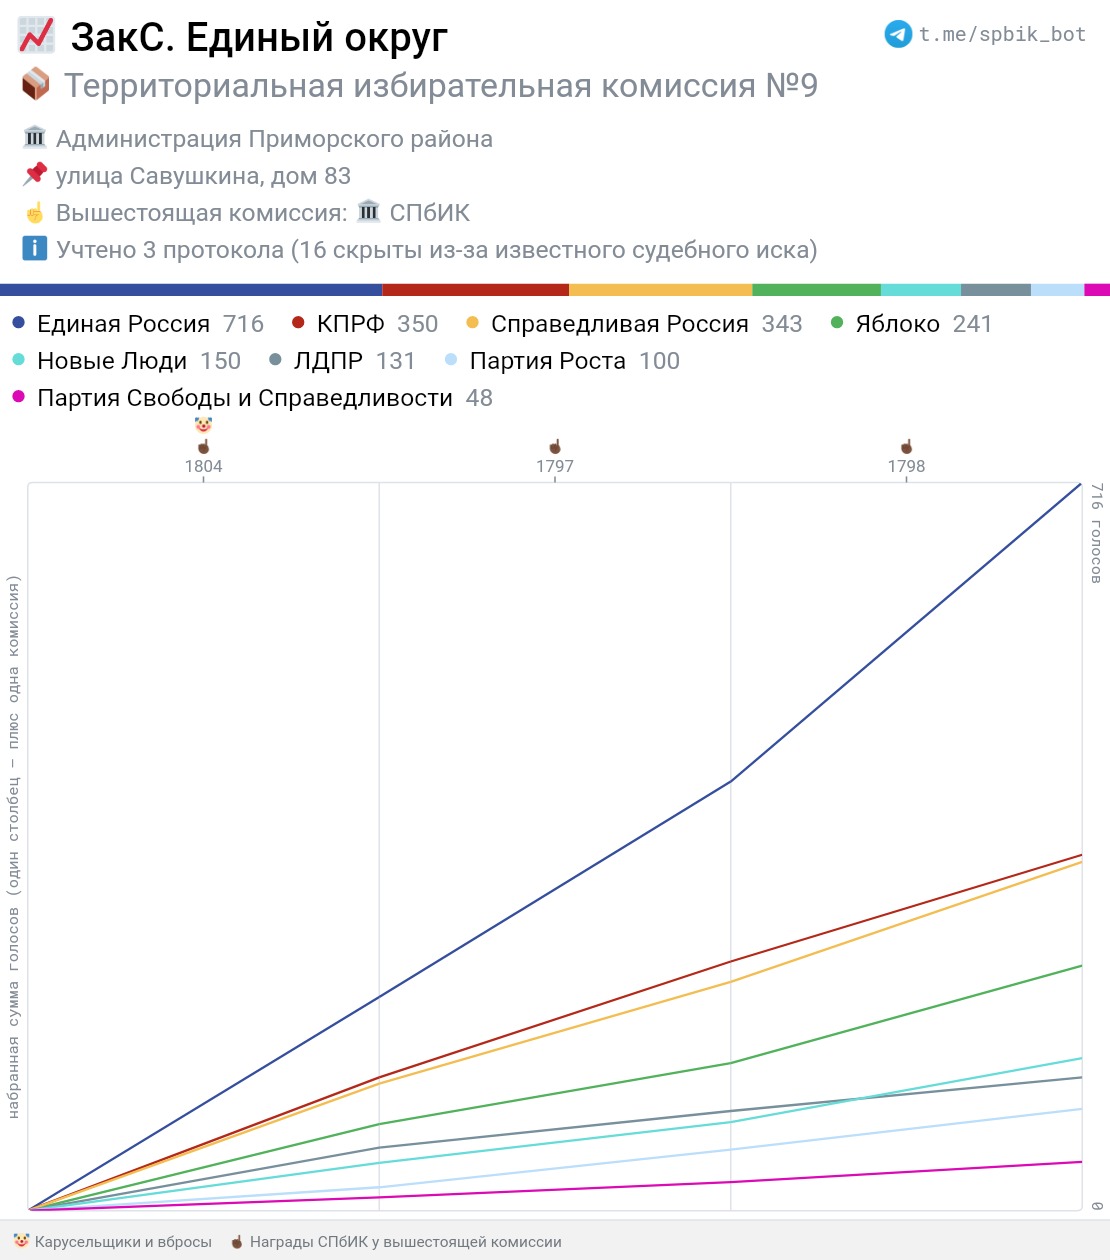 ЗакС. Единый округ
t.me/spbik_bot
Территориальная избирательная комиссия №9
Администрация Приморского района
улица Савушкина, дом 83
Вышестоящая комиссия: СПбИК
Учтено 3 протокола (16 скрыты из-за известного судебного иска)
Единая Россия 716 КПРФ 350 Справедливая Россия 343 Яблоко 241
Новые Люди 150 ЛДПР 131 Партия Роста 100
Партия Свободы и Справедливости 48
1804 1797 1798
716 голосов
набранная сумма голосов (один столбец — плюс одна комиссия)
0
Карусельщики и вбросы Награды СПбИК у вышестоящей комиссии